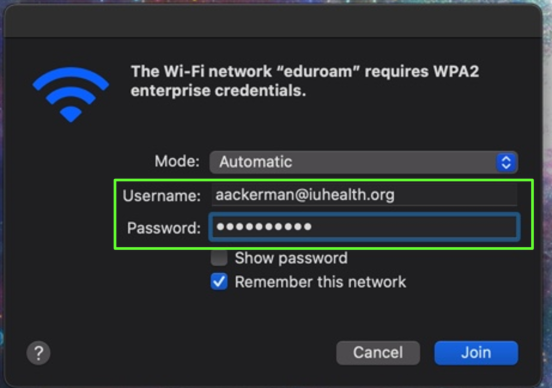 The Wi-Fi network “eduroam” requires WPA2
enterprise credentials.
Mode: Automatic
Username: aackerman@iuhealth.org
Password: ••••••••••
Show password
Remember this network
? Cancel Join